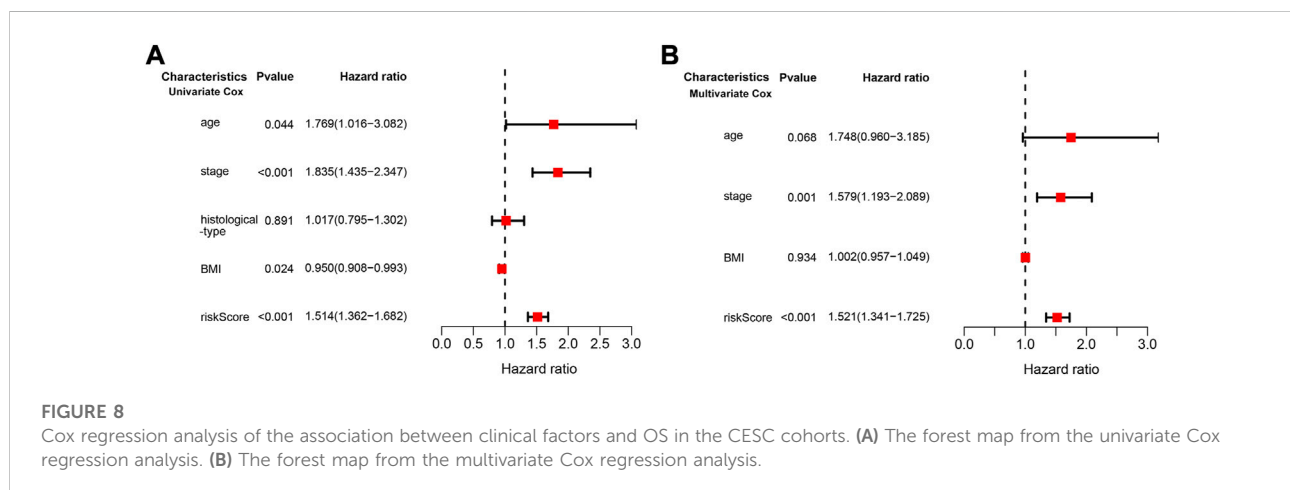 A
Characteristics Pvalue Hazard ratio
Univariate Cox
age 0.044 1.769(1.016−3.082)
stage <0.001 1.835(1.435−2.347)
histological
-type 0.891 1.017(0.795−1.302)
BMI 0.024 0.950(0.908−0.993)
riskScore <0.001 1.514(1.362−1.682)
0.0 0.5 1.0 1.5 2.0 2.5 3.0
Hazard ratio
B
Characteristics Pvalue Hazard ratio
Multivariate Cox
age 0.068 1.748(0.960−3.185)
stage 0.001 1.579(1.193−2.089)
BMI 0.934 1.002(0.957−1.049)
riskScore <0.001 1.521(1.341−1.725)
0.0 1.0 2.0 3.0
Hazard ratio
FIGURE 8
Cox regression analysis of the association between clinical factors and OS in the CESC cohorts. (A) The forest map from the univariate Cox
regression analysis. (B) The forest map from the multivariate Cox regression analysis.